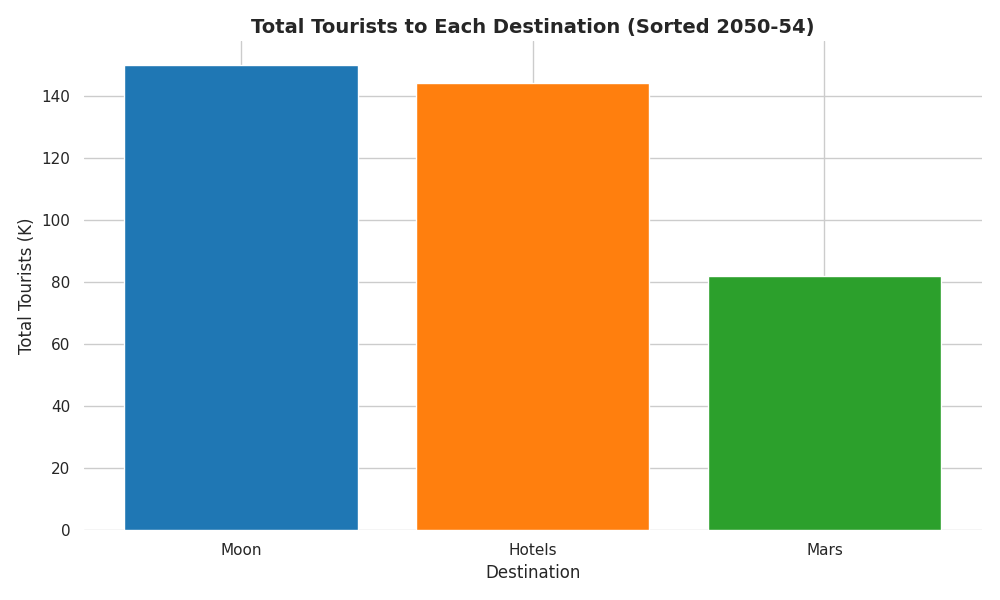 Total Tourists to Each Destination (Sorted 2050-54)
Total Tourists (K)
140
120
100
80
60
40
20
0
Moon
Hotels
Mars
Destination